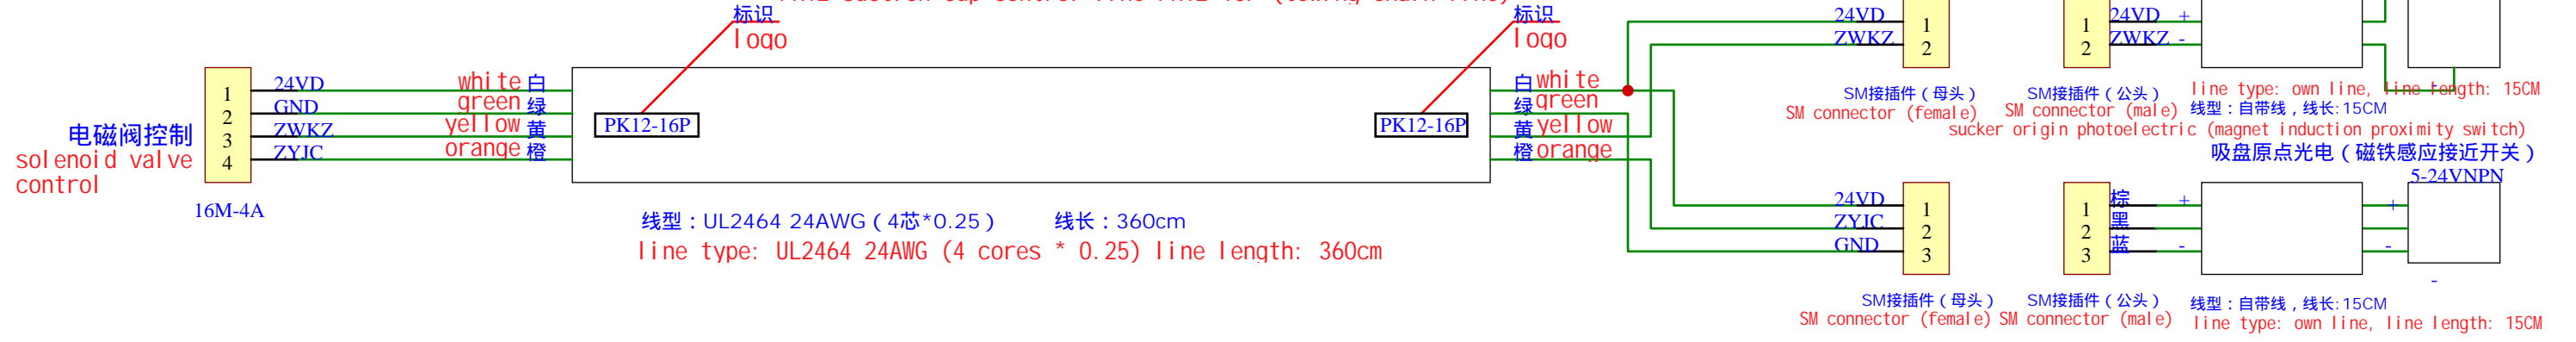 标识
logo
标识
logo
24VD
ZWKZ
1
2
1
2
24VD +
ZWKZ -
SM接插件（母头）
SM connector (female)
SM接插件（公头）
SM connector (male)
line type: own line, line length: 15CM
线型：自带线，线长:15CM
电磁阀控制
solenoid valve
control
1
2
3
4
16M-4A
24VD
GND
ZWKZ
ZYJC
white 白
green 绿
yellow 黄
orange 橙
PK12-16P
PK12-16P
白 white
绿 green
黄 yellow
橙 orange
线型：UL2464 24AWG（4芯*0.25） 线长：360cm
line type: UL2464 24AWG (4 cores * 0.25) line length: 360cm
sucker origin photoelectric (magnet induction proximity switch)
吸盘原点光电（磁铁感应接近开关）
5-24VNPN
24VD
ZYJC
GND
1
2
3
1
2
3
棕 +
黑
蓝 -
+
-
-
SM接插件（母头）
SM connector (female)
SM接插件（公头）
SM connector (male)
线型：自带线，线长:15CM
line type: own line, line length: 15CM